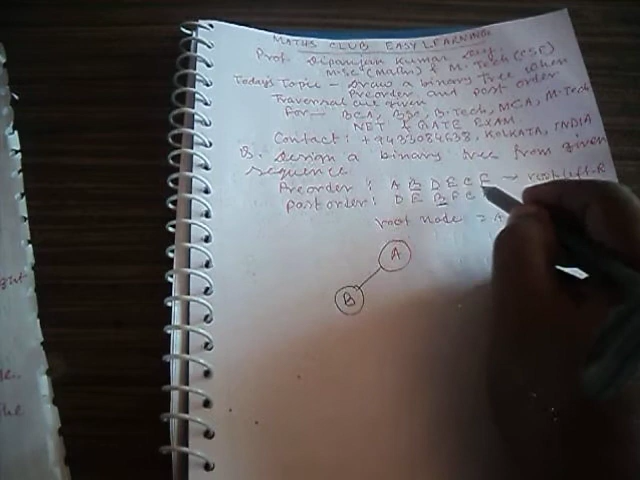 MATHS CLUB EASY LEARNING
Prof. Dipanjan Kumar Dey
M.Sc (Maths) & M. Tech (CSE)
Today's Topic - Draw a binary Tree when
Preorder and post order
Traversal are given
For - BCA, BSc, B.Tech, MCA, M.Tech
NET & GATE EXAM
Contact: +9433084638, KOLKATA, INDIA
Q. Design a binary tree from given
sequence
Preorder : A B D E C F → root left R
Postorder : D E B F C
root node = A
A
B